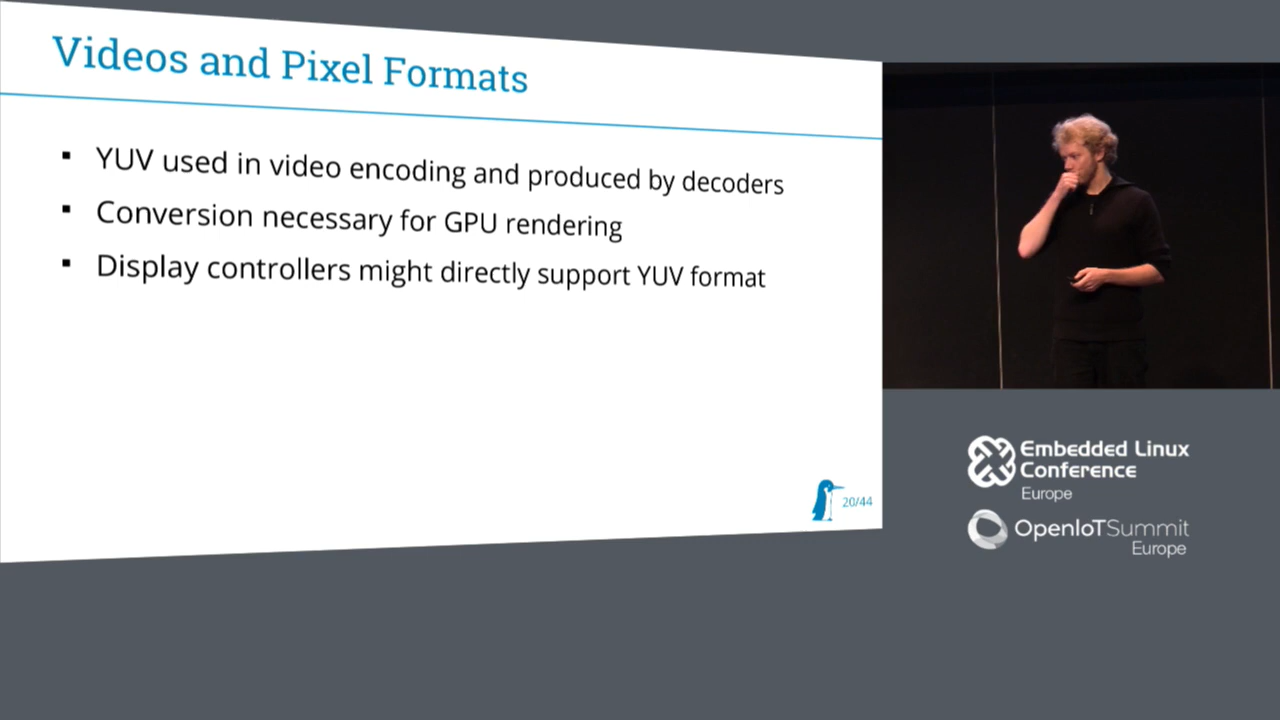 Videos and Pixel Formats
YUV used in video encoding and produced by decoders
Conversion necessary for GPU rendering
Display controllers might directly support YUV format
20/44
Embedded Linux
Conference
Europe
OpenIoTSummit
Europe